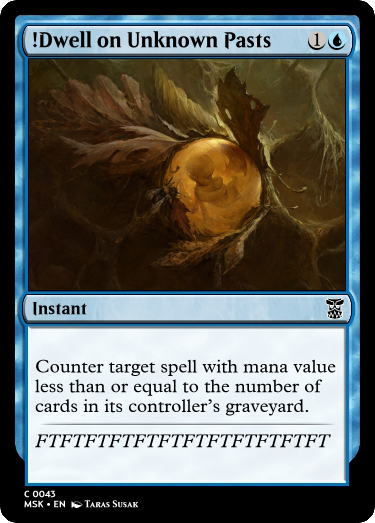 !Dwell on Unknown Pasts 1
Instant
Counter target spell with mana value
less than or equal to the number of
cards in its controller's graveyard.
FTFTFTFTFTFTFTFTFTFTFTFT
C 0043
MSK • EN Taras Susak